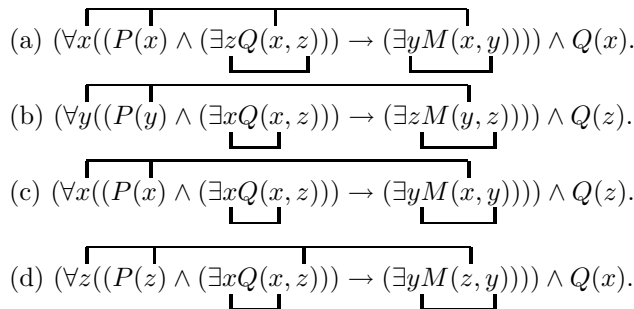 (a) (∀x((P(x) ∧ (∃zQ(x, z))) → (∃yM(x, y)))) ∧ Q(x).
(b) (∀y((P(y) ∧ (∃xQ(x, z))) → (∃zM(y, z)))) ∧ Q(z).
(c) (∀x((P(x) ∧ (∃xQ(x, z))) → (∃yM(x, y)))) ∧ Q(z).
(d) (∀z((P(z) ∧ (∃xQ(x, z))) → (∃yM(z, y)))) ∧ Q(x).